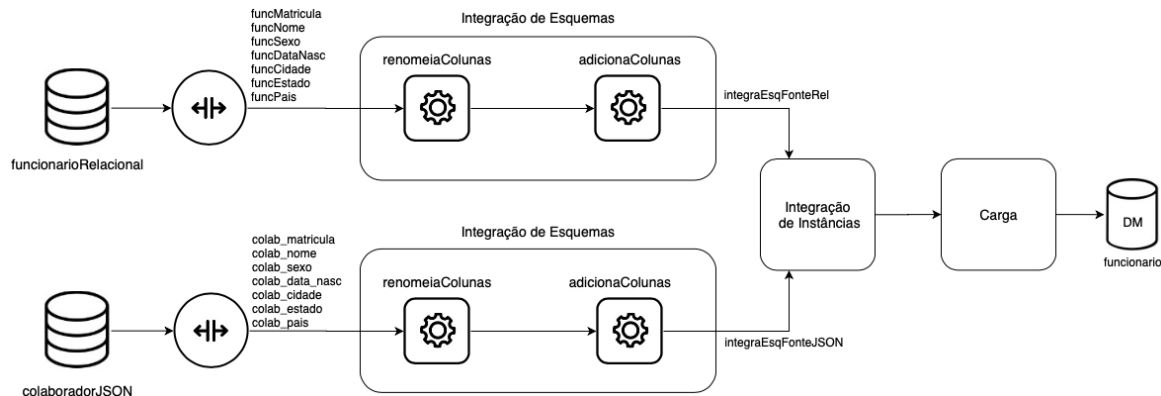 funcMatricula
funcNome
funcSexo
funcDataNasc
funcCidade
funcEstado
funcPais
Integração de Esquemas
renomeiaColunas
adicionaColunas
integraEsqFonteRel
funcionarioRelacional
Integração
de Instâncias
Carga
DM
funcionario
colab_matricula
colab_nome
colab_sexo
colab_data_nasc
colab_cidade
colab_estado
colab_pais
Integração de Esquemas
renomeiaColunas
adicionaColunas
integraEsqFonteJSON
colaboradorJSON